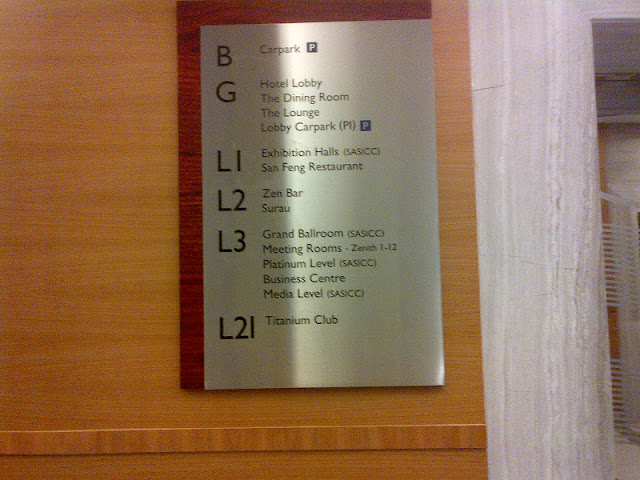 B Carpark P
G Hotel Lobby
The Dining Room
The Lounge
Lobby Carpark (P1) P
L1 Exhibition Halls (SASICC)
San Feng Restaurant
L2 Zen Bar
Surau
L3 Grand Ballroom (SASICC)
Meeting Rooms - Zenith 1-12
Platinum Level (SASICC)
Business Centre
Media Level (SASICC)
L21 Titanium Club